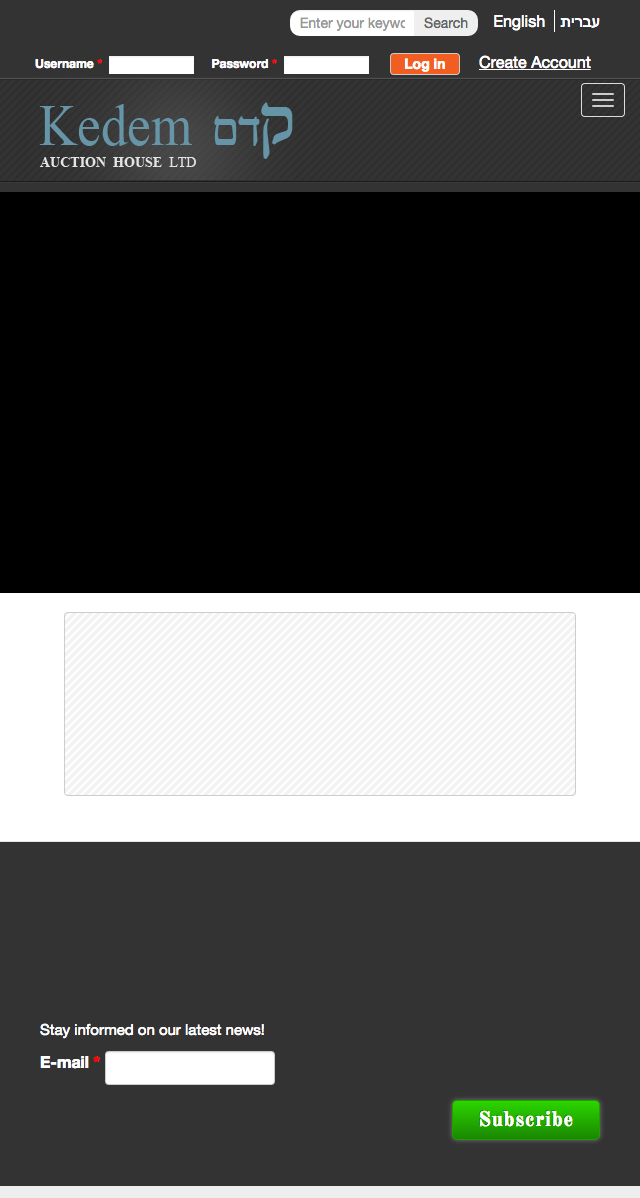 Enter your keywo Search English עברית
Username * Password * Log in Create Account
Kedem קדם
AUCTION HOUSE LTD
Stay informed on our latest news!
E-mail *
Subscribe